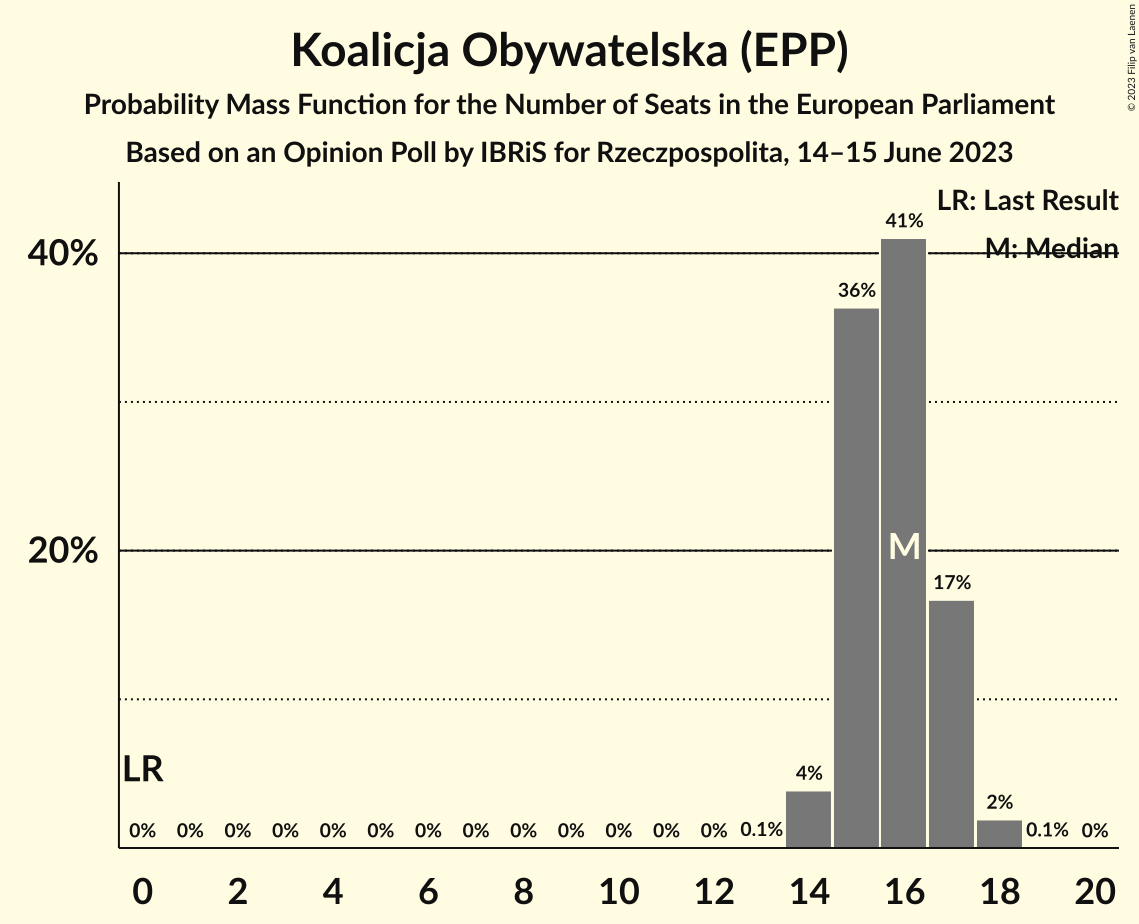 Koalicja Obywatelska (EPP)
Probability Mass Function for the Number of Seats in the European Parliament
Based on an Opinion Poll by IBRiS for Rzeczpospolita, 14–15 June 2023
© 2023 Filip van Laenen
LR: Last Result
M: Median
41%
40%
36%
20%
M
17%
LR
4%
2%
0% 0% 0% 0% 0% 0% 0% 0% 0% 0% 0% 0% 0% 0.1% 0.1% 0%
0 2 4 6 8 10 12 14 16 18 20